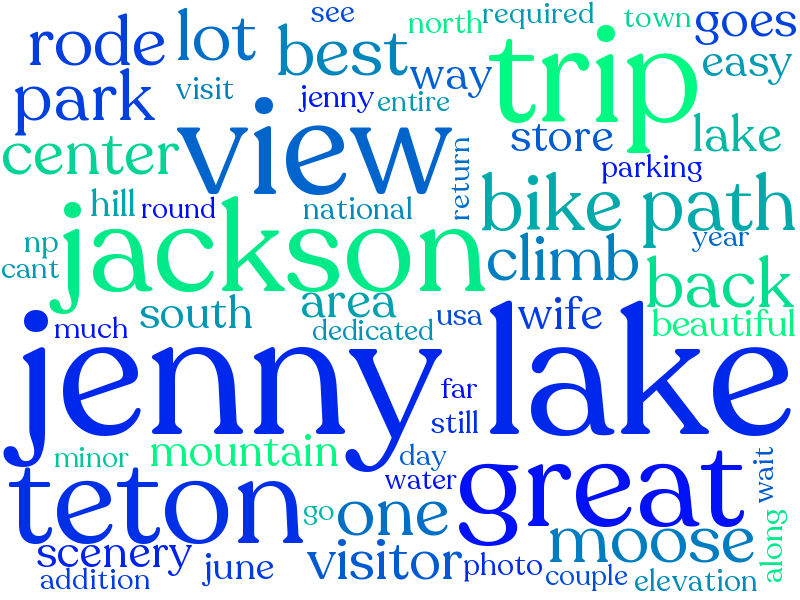 see
north
required
town
goes
rode
lot
best
way
trip
easy
park
visit
jenny
entire
view
store
lake
center
return
parking
hill
round
national
bike path
jackson
np
cant
climb
year
back
south
area
usa
wife
beautiful
much
dedicated
jenny lake
far
still
mountain
minor
day
water
great
wait
teton
go
one
moose
along
scenery
june
visitor
photo
couple
elevation
addition